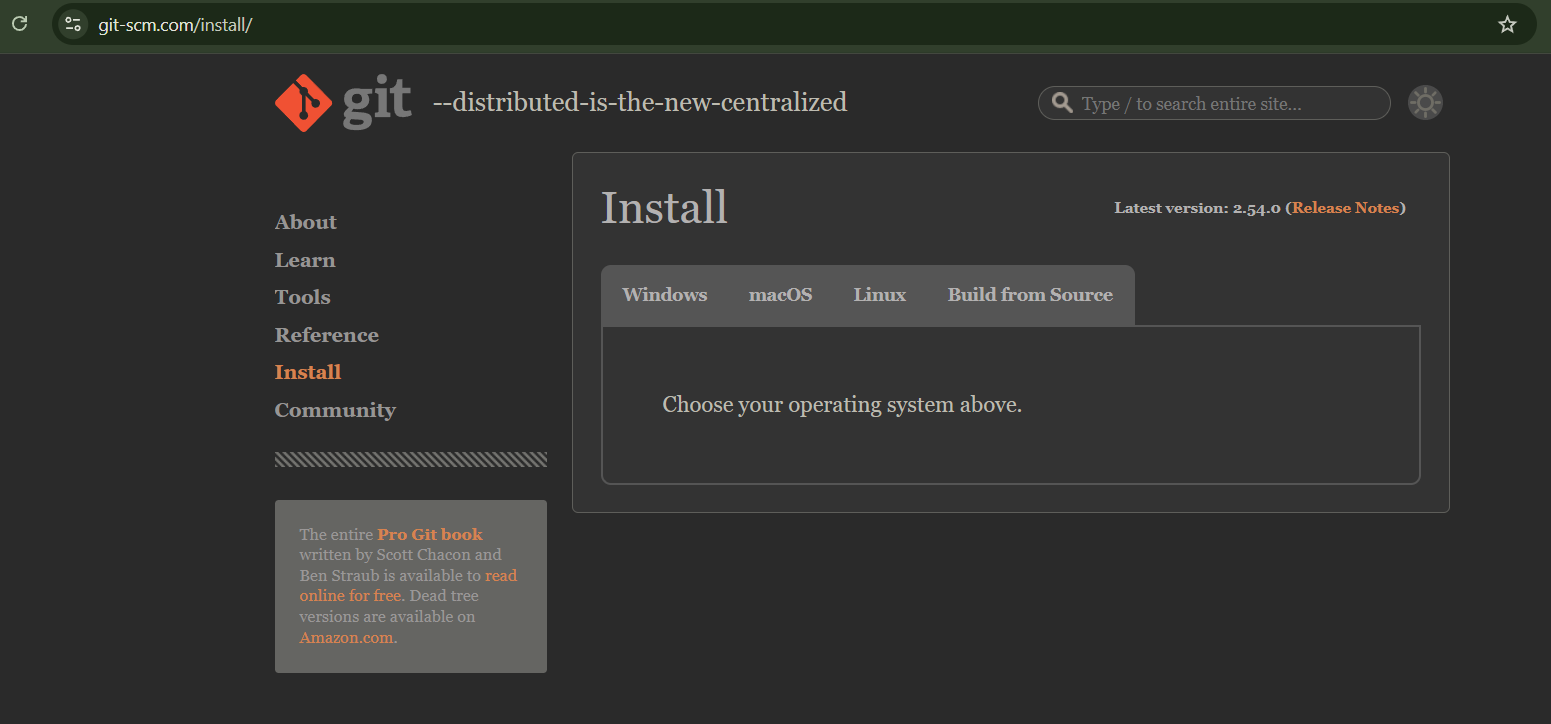 git-scm.com/install/
git --distributed-is-the-new-centralized
Type / to search entire site...
About
Learn
Tools
Reference
Install
Community
The entire Pro Git book
written by Scott Chacon and
Ben Straub is available to read
online for free. Dead tree
versions are available on
Amazon.com.
Install
Latest version: 2.54.0 (Release Notes)
Windows macOS Linux Build from Source
Choose your operating system above.